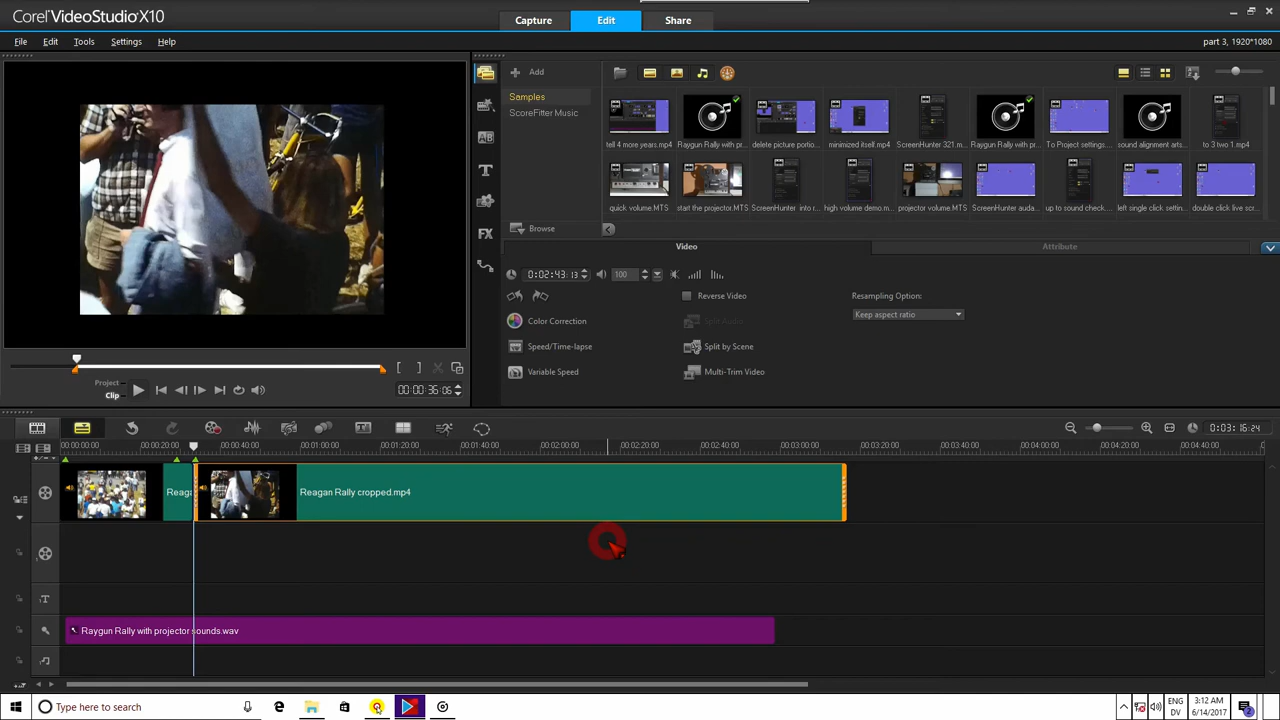 Corel VideoStudio X10
Capture
Edit
Share
File
Edit
Tools
Settings
Help
part 3, 1920*1080
Add
Samples
ScoreFitter Music
tell 4 more years.mp4
Raygun Rally with pr...
delete picture portio...
minimized itself.mp4
ScreenHunter 321.m...
Raygun Rally with pr...
To Project settings....
sound alignment arts...
to 3 two 1.mp4
quick volume.MTS
start the projector.MTS
ScreenHunter into r...
high volume demo.m...
projector volume.MTS
ScreenHunter auda...
up to sound check....
left single click settin...
double click live scr...
Browse
Video
Attribute
0:02:43:13
100
Reverse Video
Resampling Option:
Color Correction
Split Audio
Keep aspect ratio
Speed/Time-lapse
Split by Scene
Variable Speed
Multi-Trim Video
Project
Clip
00:00:36:06
0:03:16:24
00:00:00:00
00:00:20:00
00:00:40:00
00:01:00:00
00:01:20:00
00:01:40:00
00:02:00:00
00:02:20:00
00:02:40:00
00:03:00:00
00:03:20:00
00:03:40:00
00:04:00:00
00:04:20:00
00:04:40:00
Reaga
Reagan Rally cropped.mp4
Raygun Rally with projector sounds.wav
Type here to search
ENG
DV
3:12 AM
6/14/2017
2